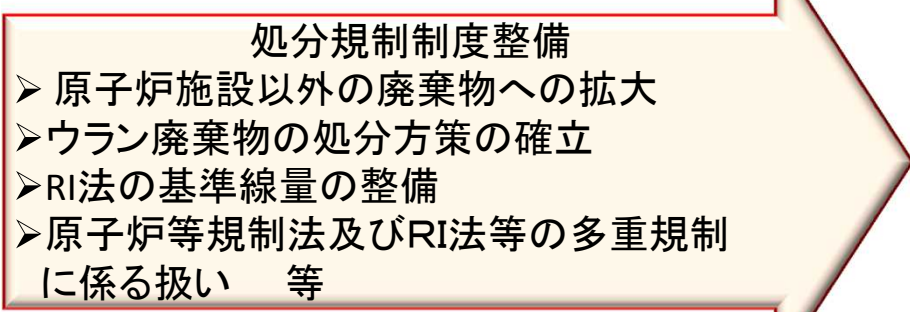 処分規制制度整備
➢ 原子炉施設以外の廃棄物への拡大
➢ウラン廃棄物の処分方策の確立
➢RI法の基準線量の整備
➢原子炉等規制法及びRI法等の多重規制
に係る扱い　等